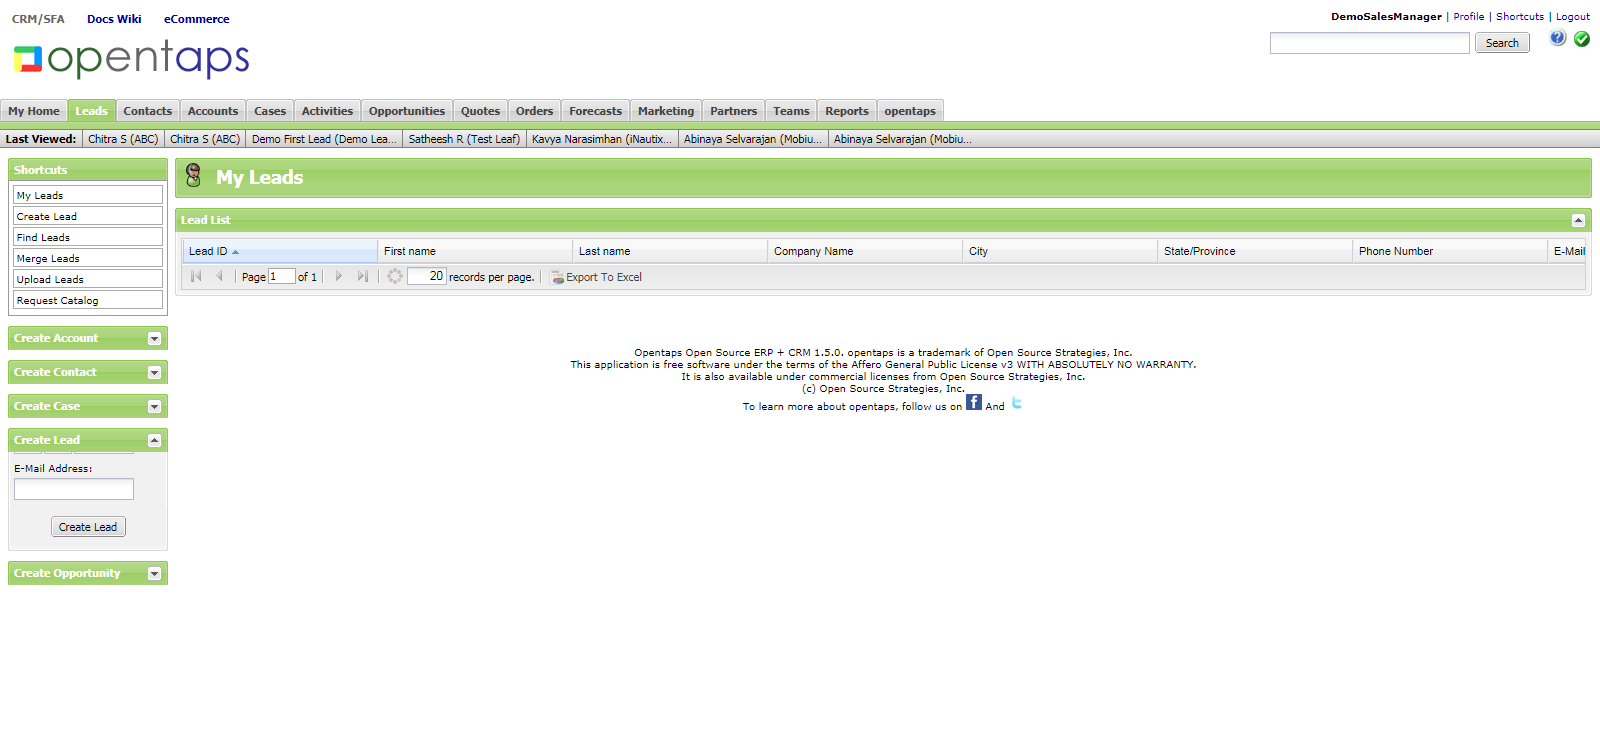 CRM/SFA Docs Wiki eCommerce
DemoSalesManager | Profile | Shortcuts | Logout
opentaps
Search
My Home Leads Contacts Accounts Cases Activities Opportunities Quotes Orders Forecasts Marketing Partners Teams Reports opentaps
Last Viewed: Chitra S (ABC) Chitra S (ABC) Demo First Lead (Demo Lea... Satheesh R (Test Leaf) Kavya Narasimhan (iNautix... Abinaya Selvarajan (Mobiu... Abinaya Selvarajan (Mobiu...
Shortcuts
My Leads
Create Lead
Find Leads
Merge Leads
Upload Leads
Request Catalog
Create Account
Create Contact
Create Case
Create Lead
E-Mail Address:
Create Lead
Create Opportunity
My Leads
Lead List
Lead ID First name Last name Company Name City State/Province Phone Number E-Mail
Page 1 of 1 20 records per page. Export To Excel
Opentaps Open Source ERP + CRM 1.5.0. opentaps is a trademark of Open Source Strategies, Inc.
This application is free software under the terms of the Affero General Public License v3 WITH ABSOLUTELY NO WARRANTY.
It is also available under commercial licenses from Open Source Strategies, Inc.
(c) Open Source Strategies, Inc.
To learn more about opentaps, follow us on f And t